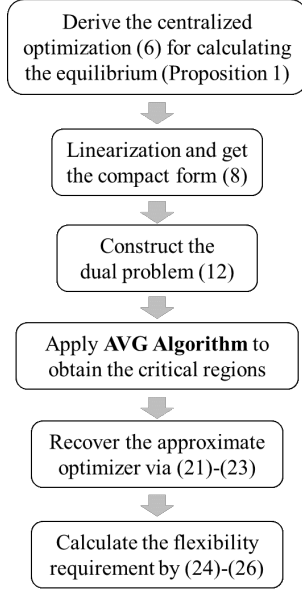 Derive the centralized
optimization (6) for calculating
the equilibrium (Proposition 1)
Linearization and get
the compact form (8)
Construct the
dual problem (12)
Apply AVG Algorithm to
obtain the critical regions
Recover the approximate
optimizer via (21)-(23)
Calculate the flexibility
requirement by (24)-(26)